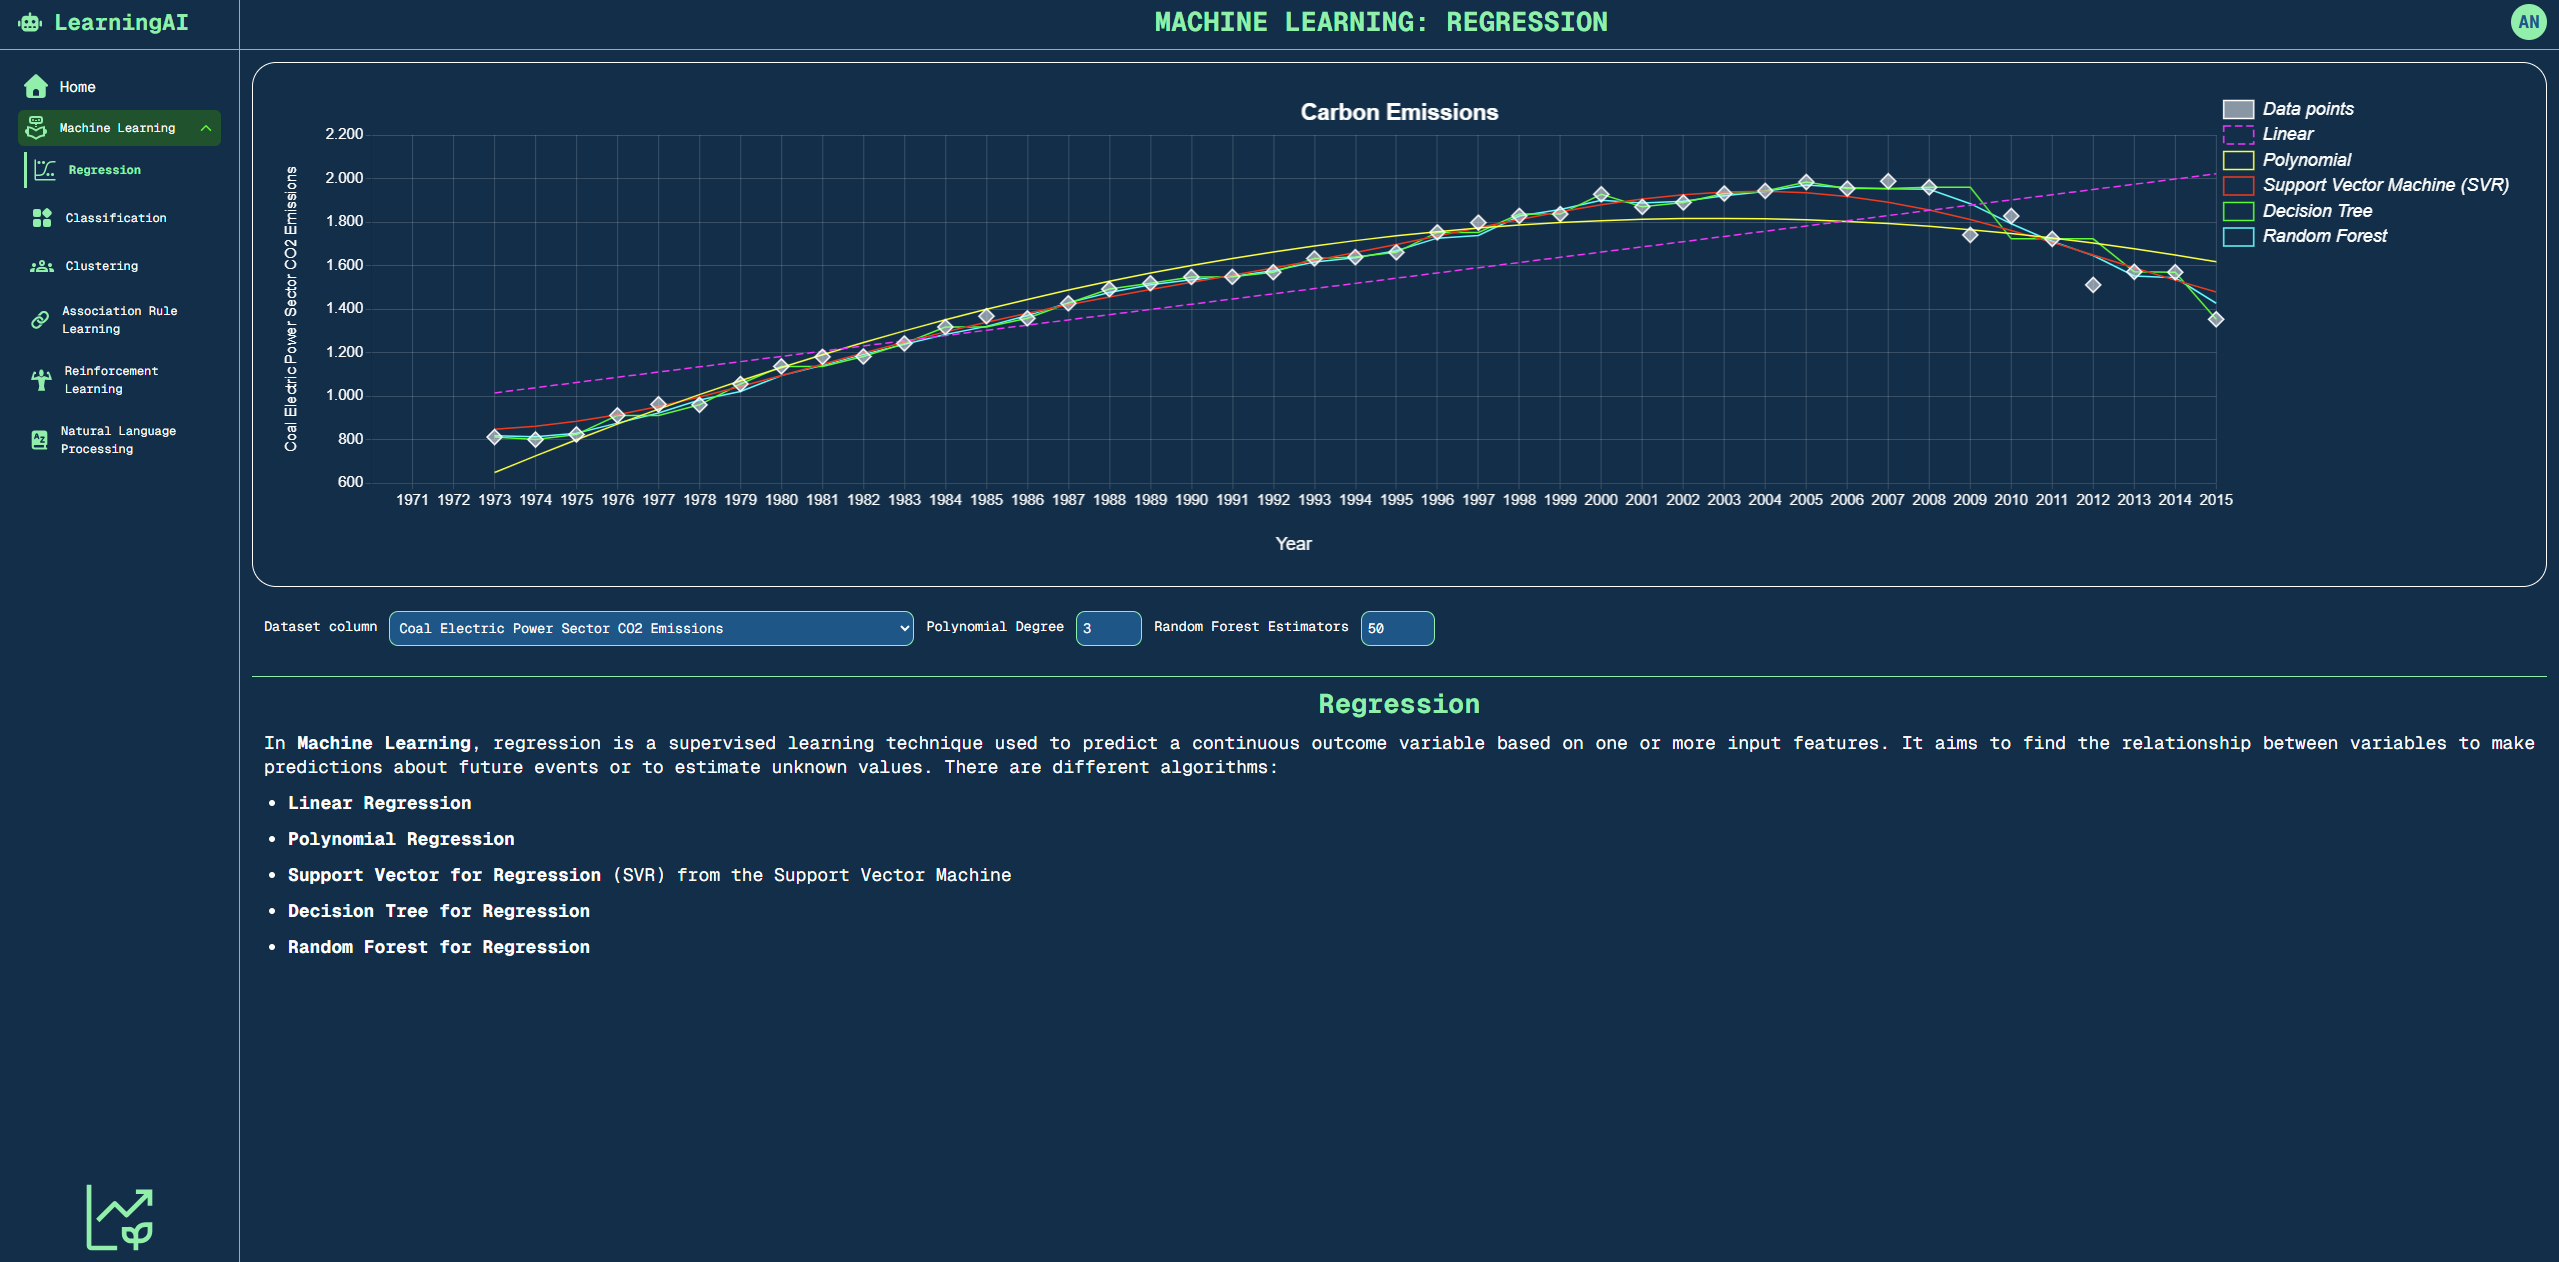 LearningAI
MACHINE LEARNING: REGRESSION
AN
Home
Machine Learning
Regression
Classification
Clustering
Association Rule
Learning
Reinforcement
Learning
Natural Language
Processing
Carbon Emissions
Data points
Linear
Polynomial
Support Vector Machine (SVR)
Decision Tree
Random Forest
Coal Electric Power Sector CO2 Emissions
2.200
2.000
1.800
1.600
1.400
1.200
1.000
800
600
1971 1972 1973 1974 1975 1976 1977 1978 1979 1980 1981 1982 1983 1984 1985 1986 1987 1988 1989 1990 1991 1992 1993 1994 1995 1996 1997 1998 1999 2000 2001 2002 2003 2004 2005 2006 2007 2008 2009 2010 2011 2012 2013 2014 2015
Year
Dataset column Coal Electric Power Sector CO2 Emissions Polynomial Degree 3 Random Forest Estimators 50
Regression
In Machine Learning, regression is a supervised learning technique used to predict a continuous outcome variable based on one or more input features. It aims to find the relationship between variables to make
predictions about future events or to estimate unknown values. There are different algorithms:
• Linear Regression
• Polynomial Regression
• Support Vector for Regression (SVR) from the Support Vector Machine
• Decision Tree for Regression
• Random Forest for Regression